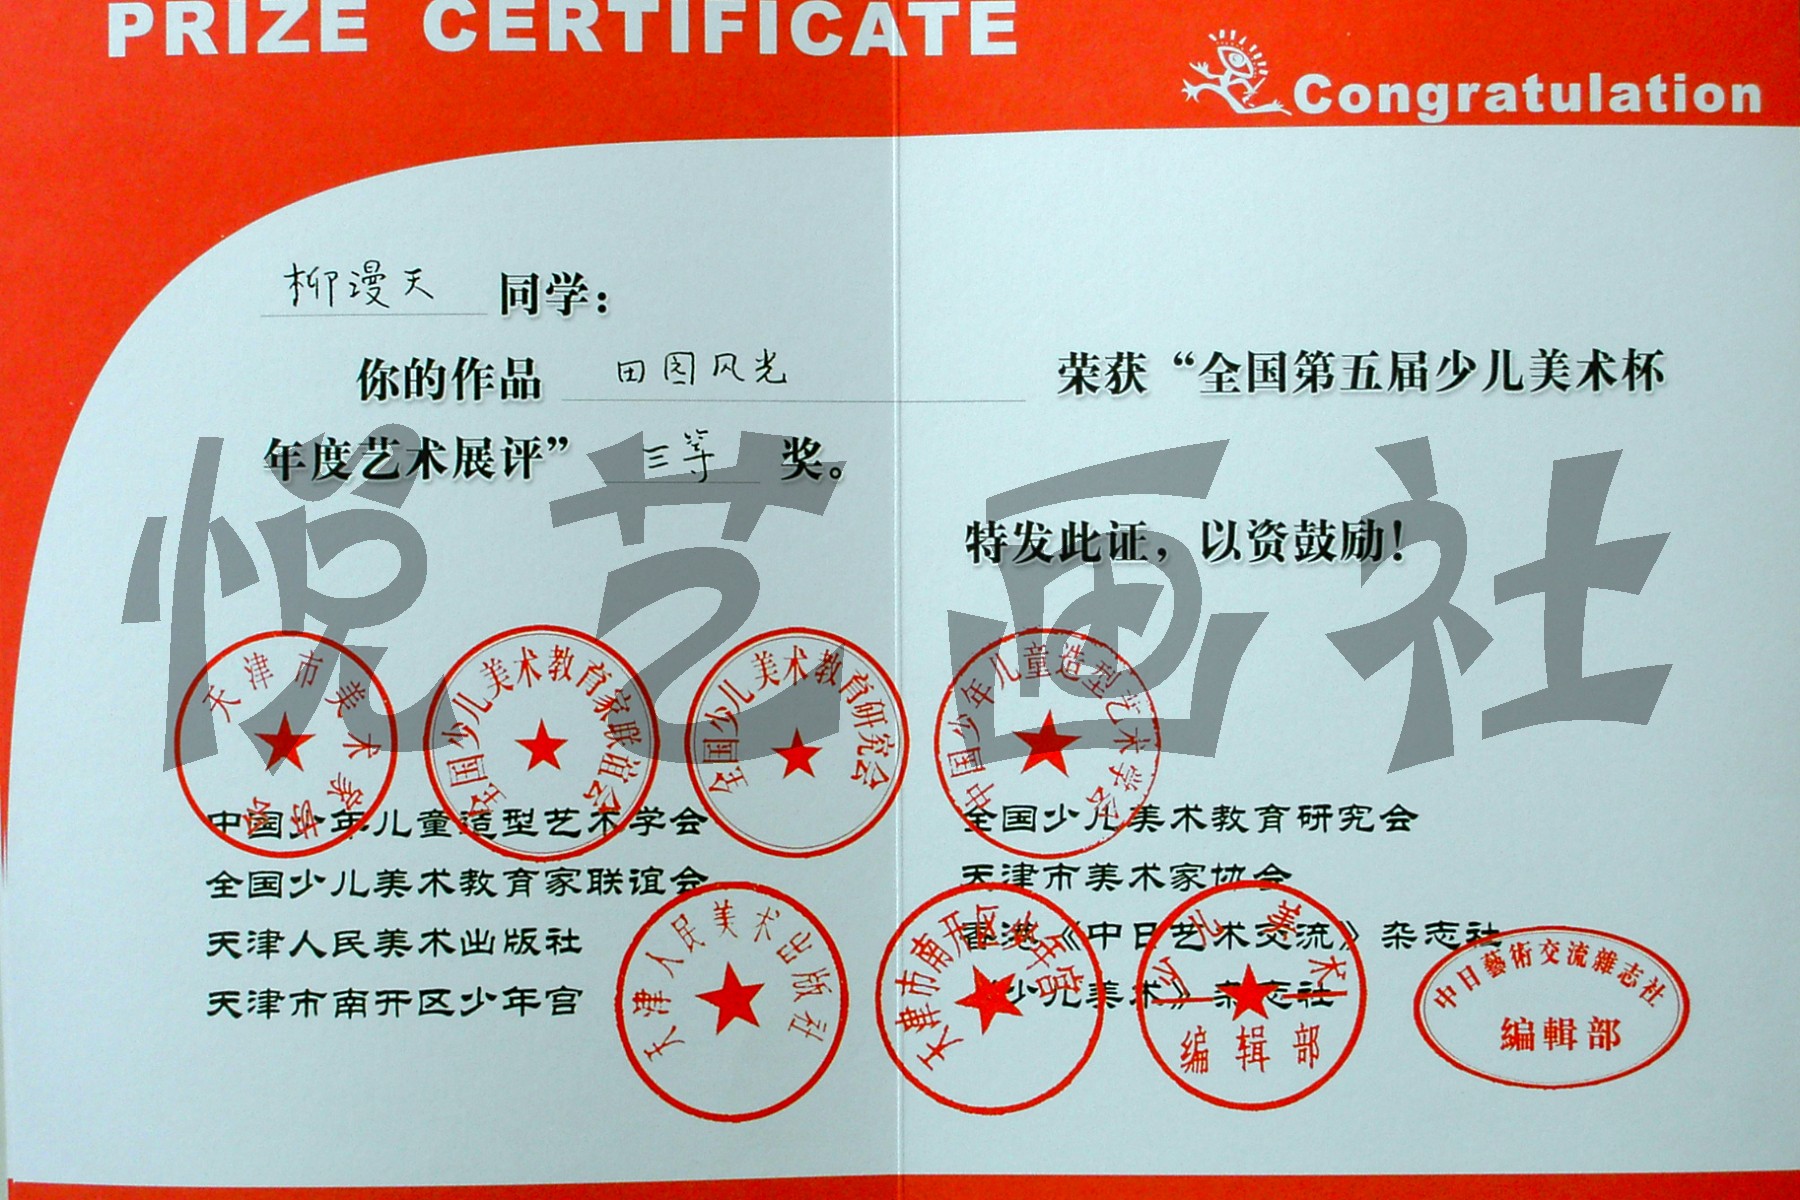 PRIZE CERTIFICATE
Congratulation
柳漫天 同学：
你的作品 田园风光 荣获“全国第五届少儿美术杯
年度艺术展评” 三等 奖。
特发此证，以资鼓励！
悦艺画社
天津市美术家协会
全国少儿美术教育家联谊会
全国少儿美术教育研究会
中国少年儿童造型艺术学会
中国少年儿童造型艺术学会 全国少儿美术教育研究会
全国少儿美术教育家联谊会 天津市美术家协会
天津人民美术出版社 香港《中日艺术交流》杂志社
天津市南开区少年宫 《少儿美术》杂志社
天津人民美术出版社
天津市南开区少年宫
少儿美术
编辑部
中日藝術交流雜志社
編輯部